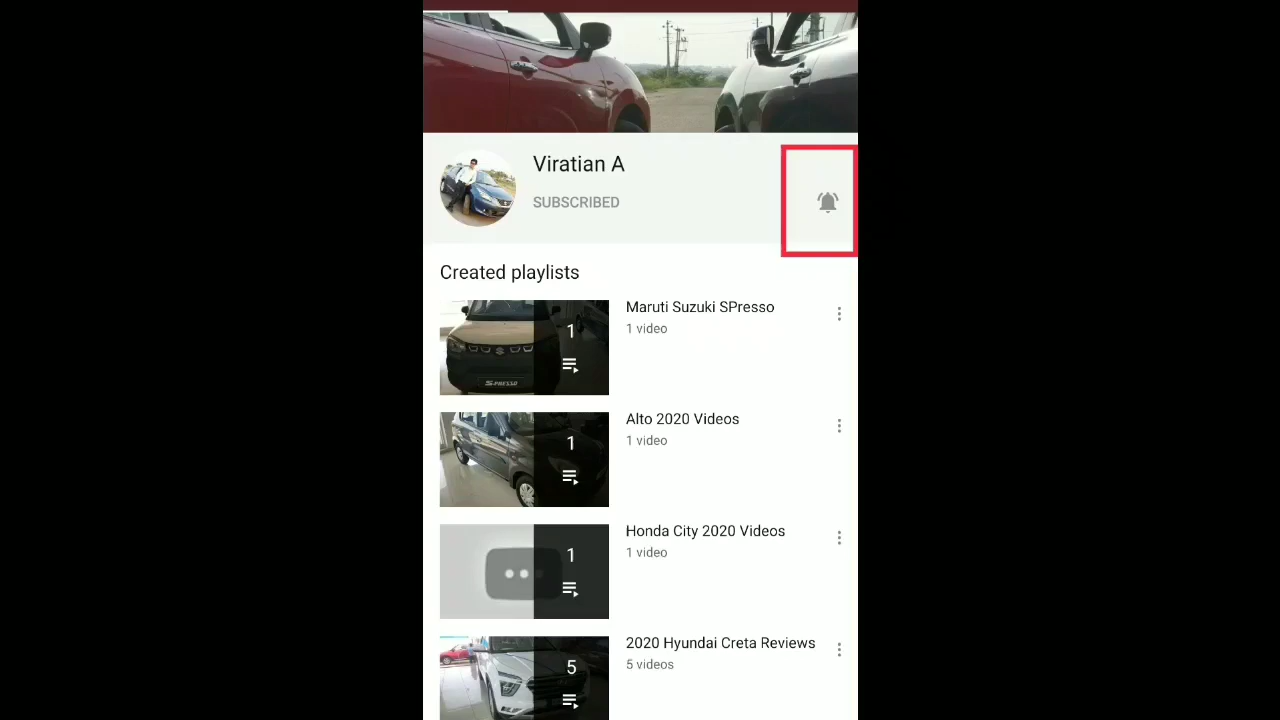 Viratian A
SUBSCRIBED
Created playlists
1
Maruti Suzuki SPresso
1 video
S-PRESSO
1
Alto 2020 Videos
1 video
1
Honda City 2020 Videos
1 video
5
2020 Hyundai Creta Reviews
5 videos